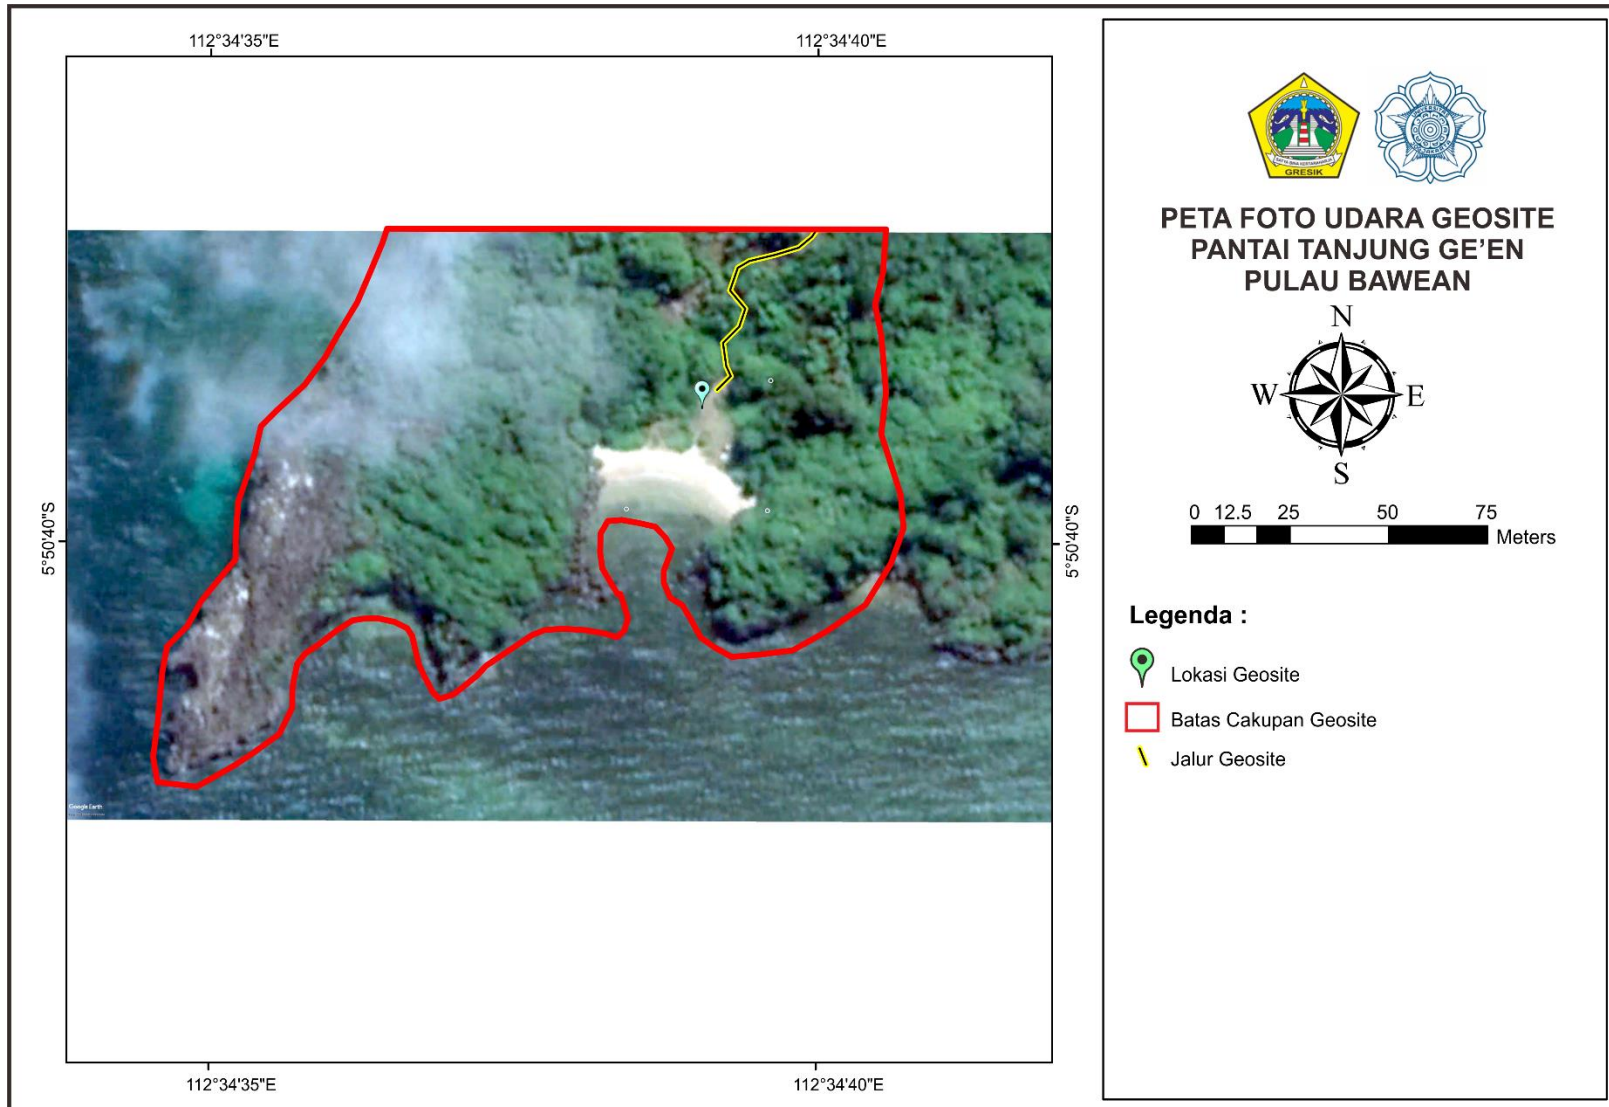 112°34'35"E
112°34'40"E
5°50'40"S
5°50'40"S
Google Earth
112°34'35"E
112°34'40"E
GRESIK
PETA FOTO UDARA GEOSITE
PANTAI TANJUNG GE'EN
PULAU BAWEAN
N
W
E
S
0 12.5 25 50 75
Meters
Legenda :
Lokasi Geosite
Batas Cakupan Geosite
Jalur Geosite